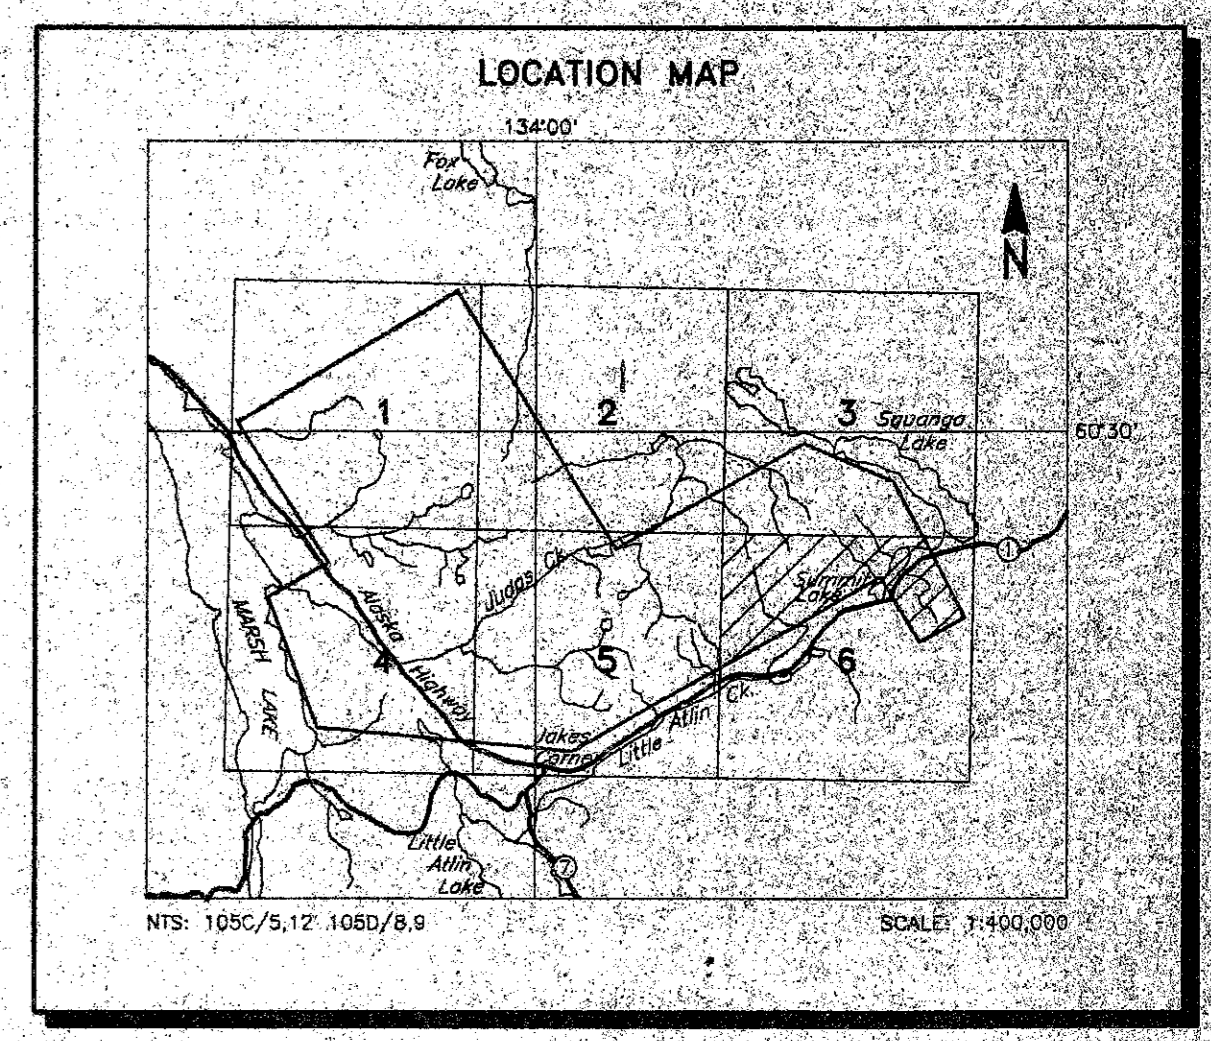 LOCATION MAP
134°00'
Fox
Lake
N
1
2
3
Squanga
Lake
60°30'
1
Judas Ck.
Summit
Lake
Alaska
Highway
MARSH LAKE
4
5
6
Jakes
Corner
Little Atlin Ck.
Little
Atlin
Lake
7
NTS: 105C/5,12 105D/8,9
SCALE: 1:400,000